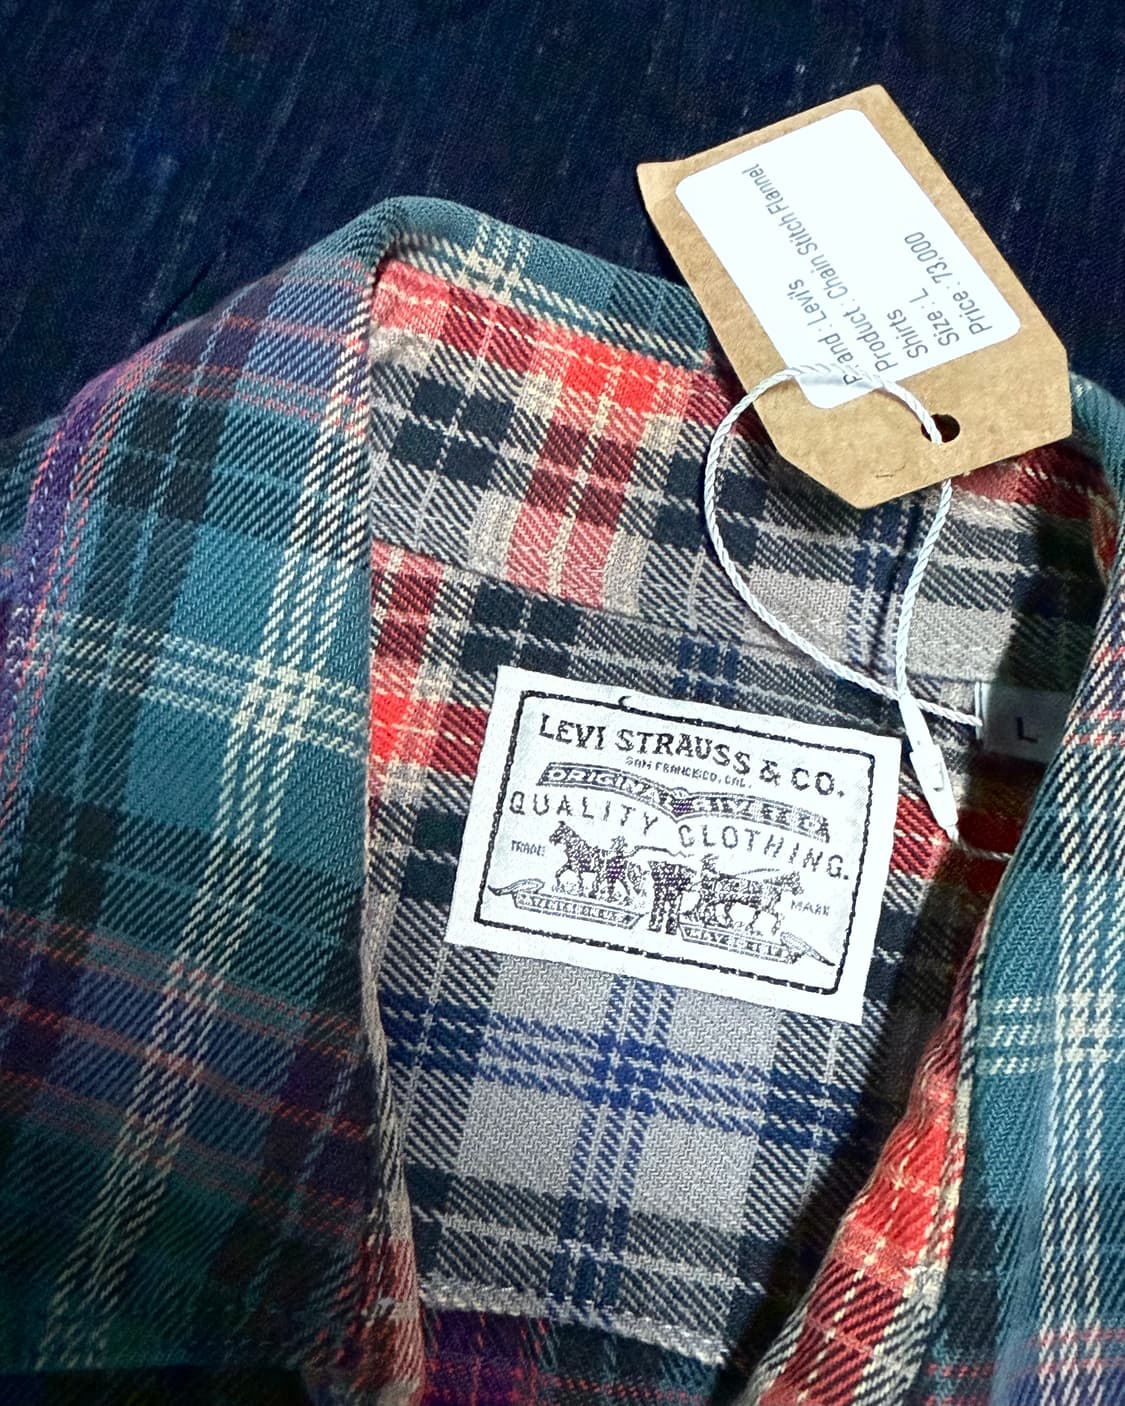 Brand : Levi's
Product : Chain Stitch Flannel
Shirts
Size : L
Price : 73,000
L
LEVI STRAUSS & CO.
SAN FRANCISCO, CAL.
QUALITY CLOTHING.
TRADE MARK